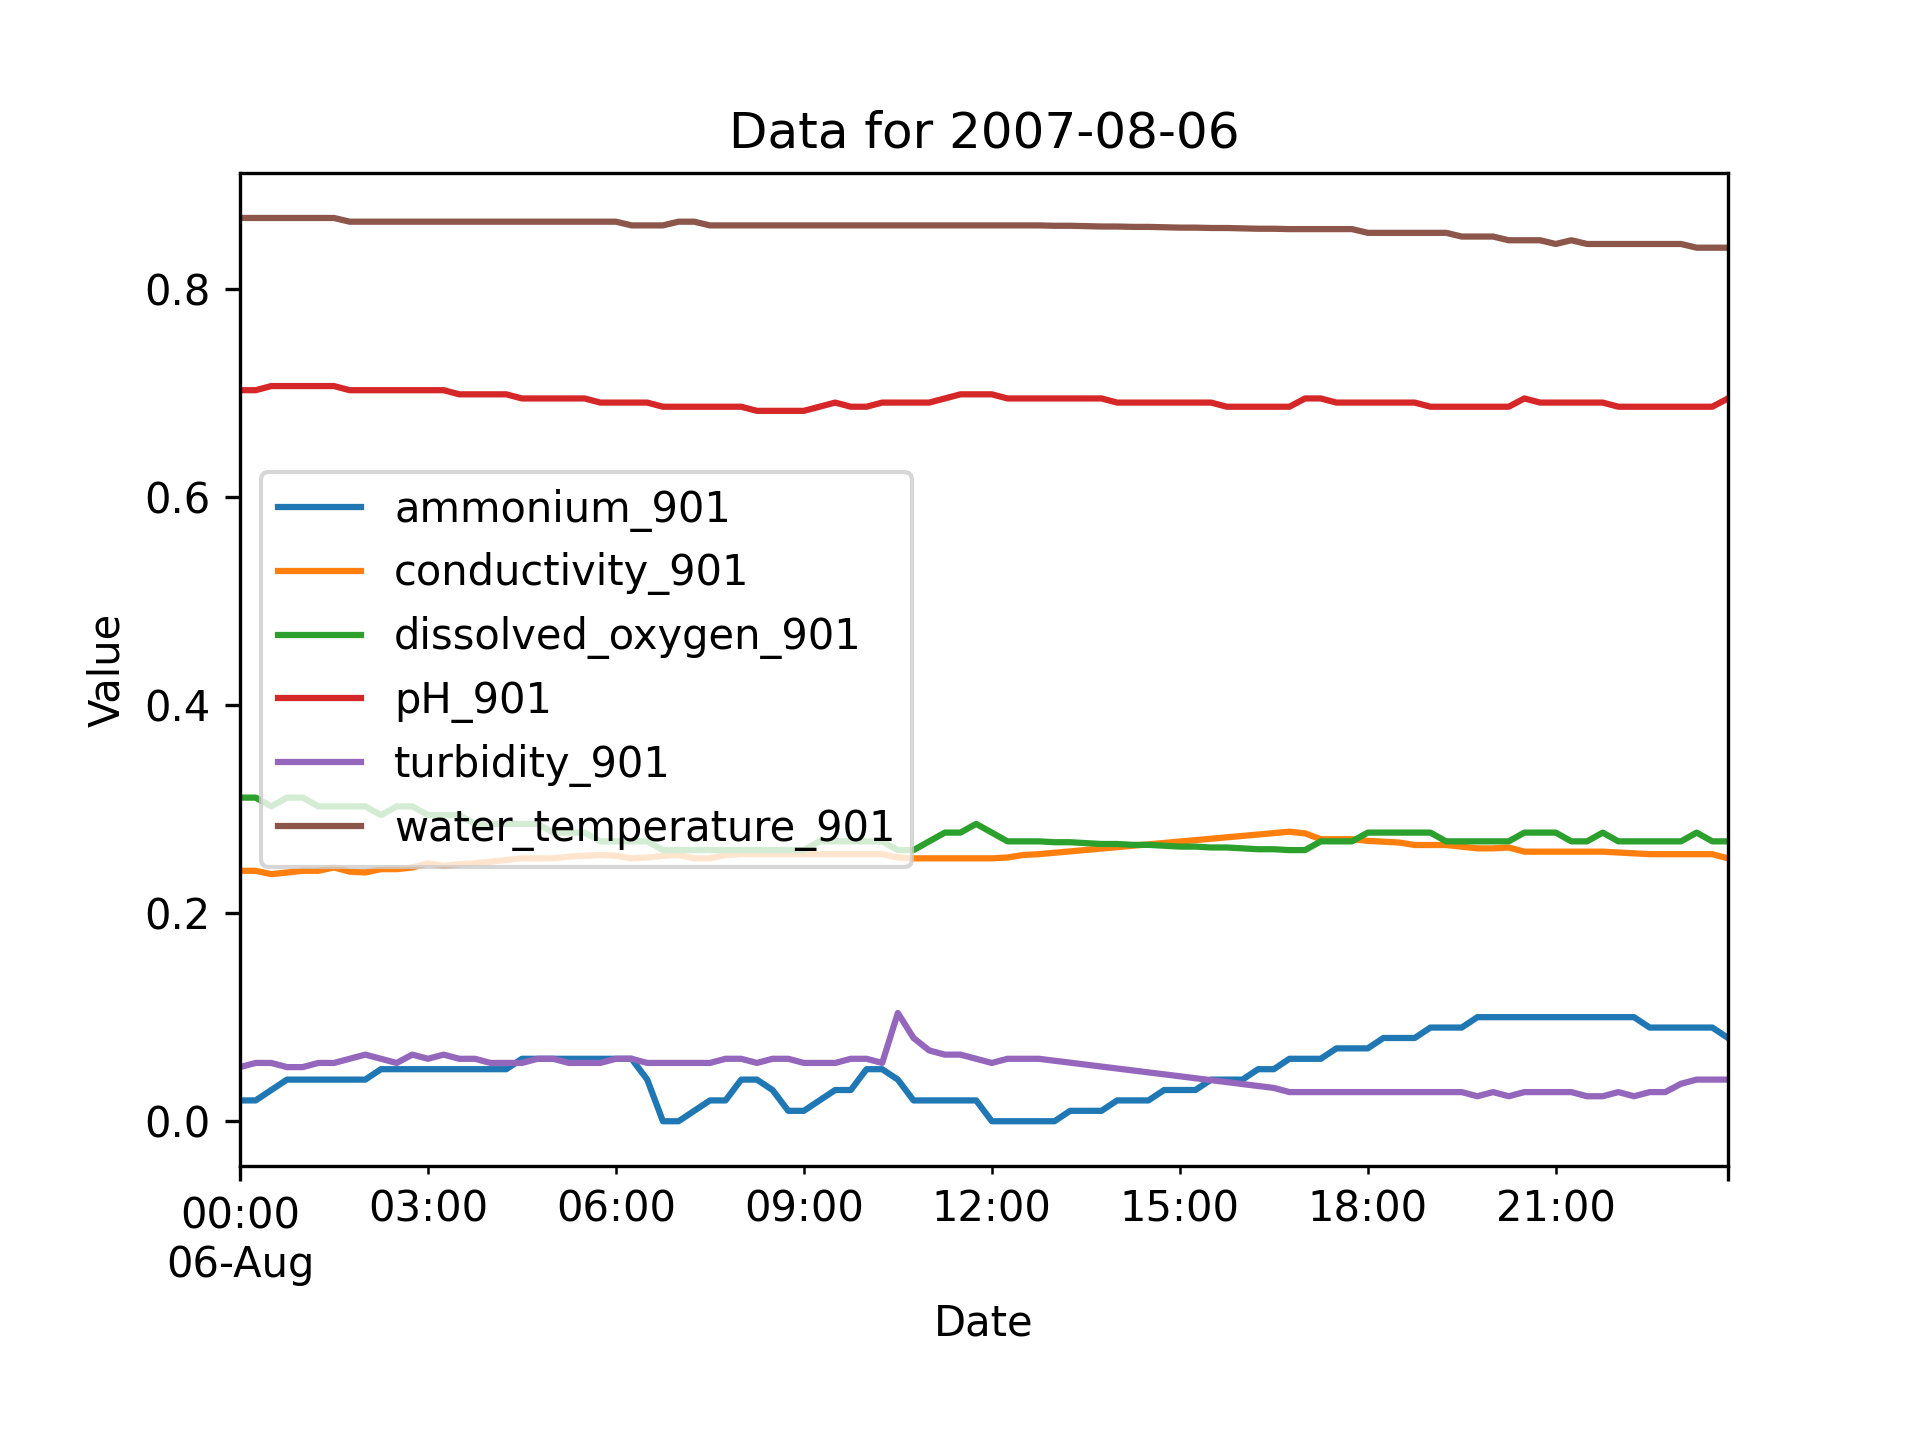 Data for 2007-08-06
Value
0.8
0.6
0.4
0.2
0.0
ammonium_901
conductivity_901
dissolved_oxygen_901
pH_901
turbidity_901
water_temperature_901
00:00 03:00 06:00 09:00 12:00 15:00 18:00 21:00
06-Aug
Date